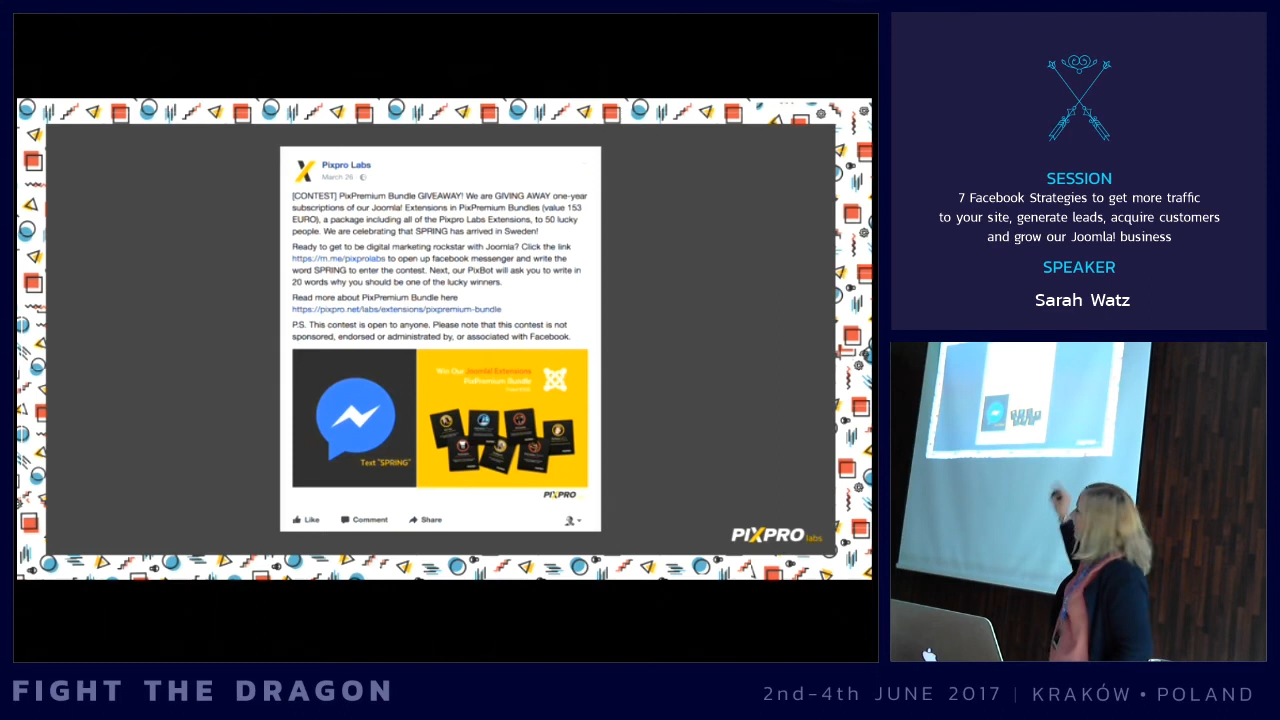 Pixpro Labs
March 26
[CONTEST] PixPremium Bundle GIVEAWAY! We are GIVING AWAY one-year
subscriptions of our Joomla! Extensions in PixPremium Bundles (value 153
EURO), a package including all of the Pixpro Labs Extensions, to 50 lucky
people. We are celebrating that SPRING has arrived in Sweden!
Ready to get to be digital marketing rockstar with Joomla? Click the link
https://m.me/pixprolabs to open up facebook messenger and write the
word SPRING to enter the contest. Next, our PixBot will ask you to write in
20 words why you should be one of the lucky winners.
Read more about PixPremium Bundle here
https://pixpro.net/labs/extensions/pixpremium-bundle
P.S. This contest is open to anyone. Please note that this contest is not
sponsored, endorsed or administrated by, or associated with Facebook.
Win Our Joomla! Extensions
PixPremium Bundle
Text "SPRING"
PIXPRO
Like Comment Share
PIXPRO labs
SESSION
7 Facebook Strategies to get more traffic
to your site, generate leads, acquire customers
and grow our Joomla! business
SPEAKER
Sarah Watz
FIGHT THE DRAGON
2nd-4th JUNE 2017 | KRAKÓW • POLAND